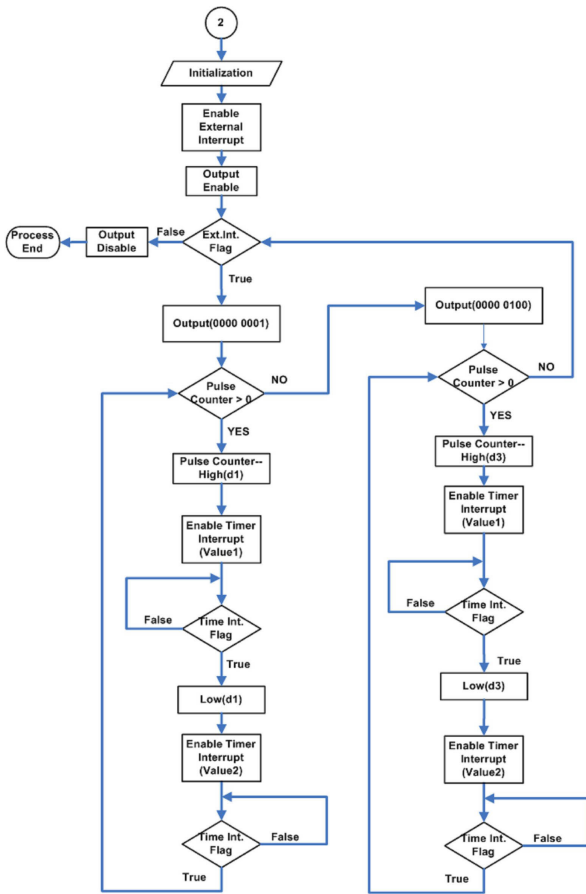 2
Initialization
Enable
External
Interrupt
Output
Enable
Ext.Int.
Flag
False
Output
Disable
Process
End
True
Output(0000 0001)
Pulse
Counter > 0
NO
YES
Pulse Counter--
High(d1)
Enable Timer
Interrupt
(Value1)
Time Int.
Flag
False
True
Low(d1)
Enable Timer
Interrupt
(Value2)
Time Int.
Flag
False
True
Output(0000 0100)
Pulse
Counter > 0
NO
YES
Pulse Counter--
High(d3)
Enable Timer
Interrupt
(Value1)
Time Int.
Flag
False
True
Low(d3)
Enable Timer
Interrupt
(Value2)
Time Int.
Flag
False
True